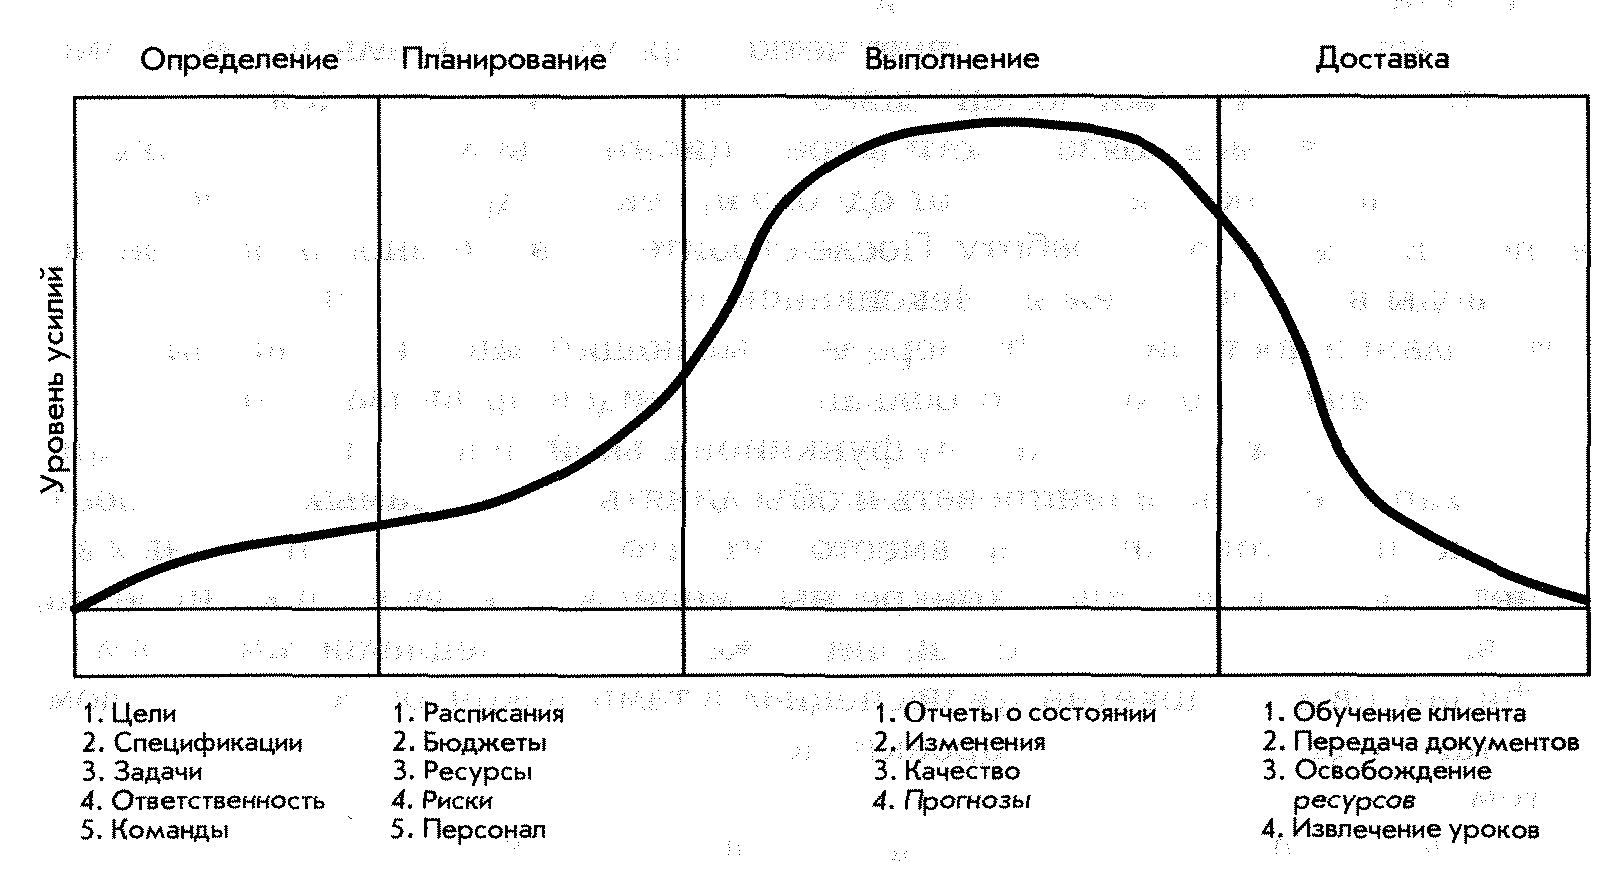 Определение Планирование Выполнение Доставка
Уровень усилий
1. Цели
2. Спецификации
3. Задачи
4. Ответственность
5. Команды
1. Расписания
2. Бюджеты
3. Ресурсы
4. Риски
5. Персонал
1. Отчеты о состоянии
2. Изменения
3. Качество
4. Прогнозы
1. Обучение клиента
2. Передача документов
3. Освобождение
ресурсов
4. Извлечение уроков